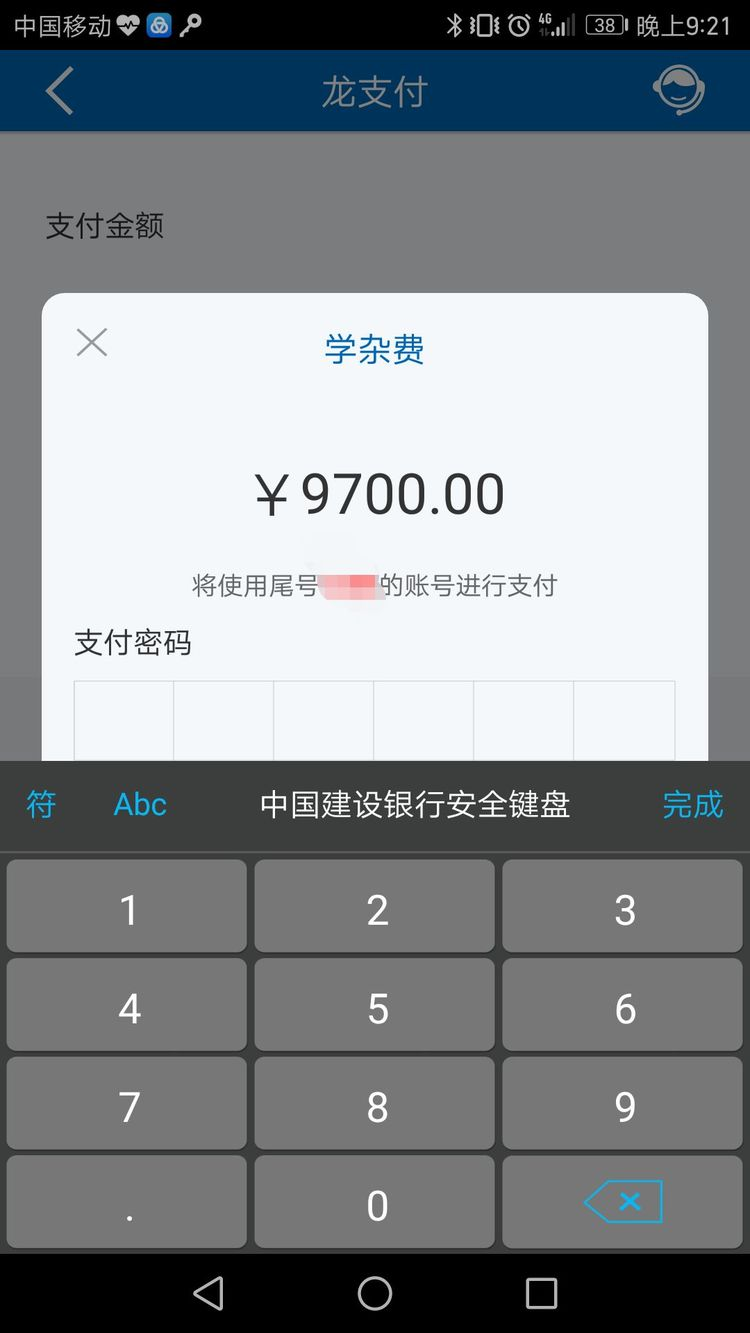 中国移动 4G 38 晚上9:21
龙支付
支付金额
学杂费
￥9700.00
将使用尾号的账号进行支付
支付密码
符 Abc 中国建设银行安全键盘 完成
1 2 3
4 5 6
7 8 9
. 0